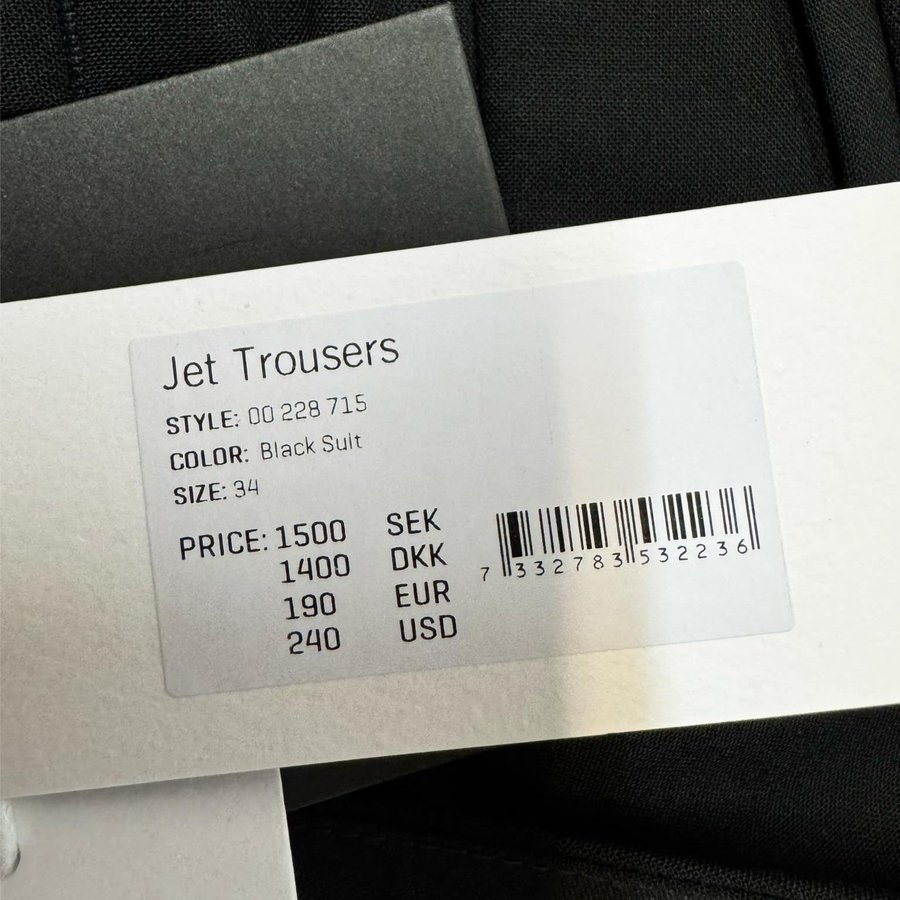 Jet Trousers
STYLE: 00 228 715
COLOR: Black Suit
SIZE: 34
PRICE: 1500 SEK
1400 DKK
190 EUR
240 USD
7 332783 532236